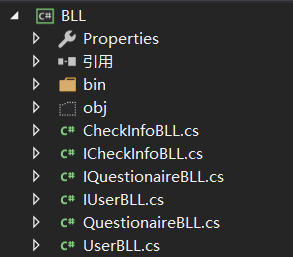 C# BLL
Properties
引用
bin
obj
C# CheckInfoBLL.cs
C# ICheckInfoBLL.cs
C# IQuestionaireBLL.cs
C# IUserBLL.cs
C# QuestionaireBLL.cs
C# UserBLL.cs